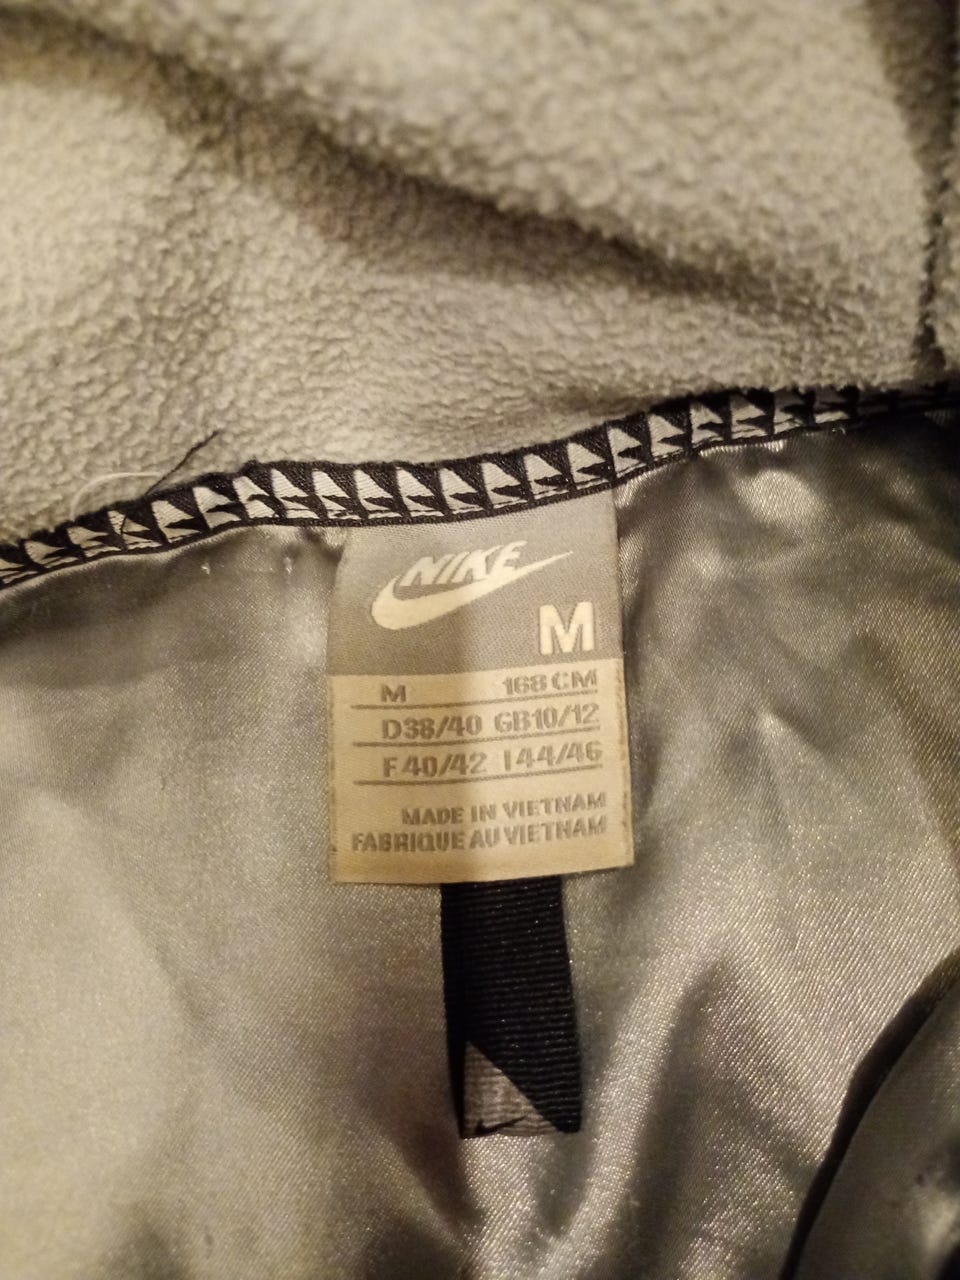 NIKE
M
M 168 CM
D38/40 GB10/12
F40/42 I44/46
MADE IN VIETNAM
FABRIQUE AU VIETNAM